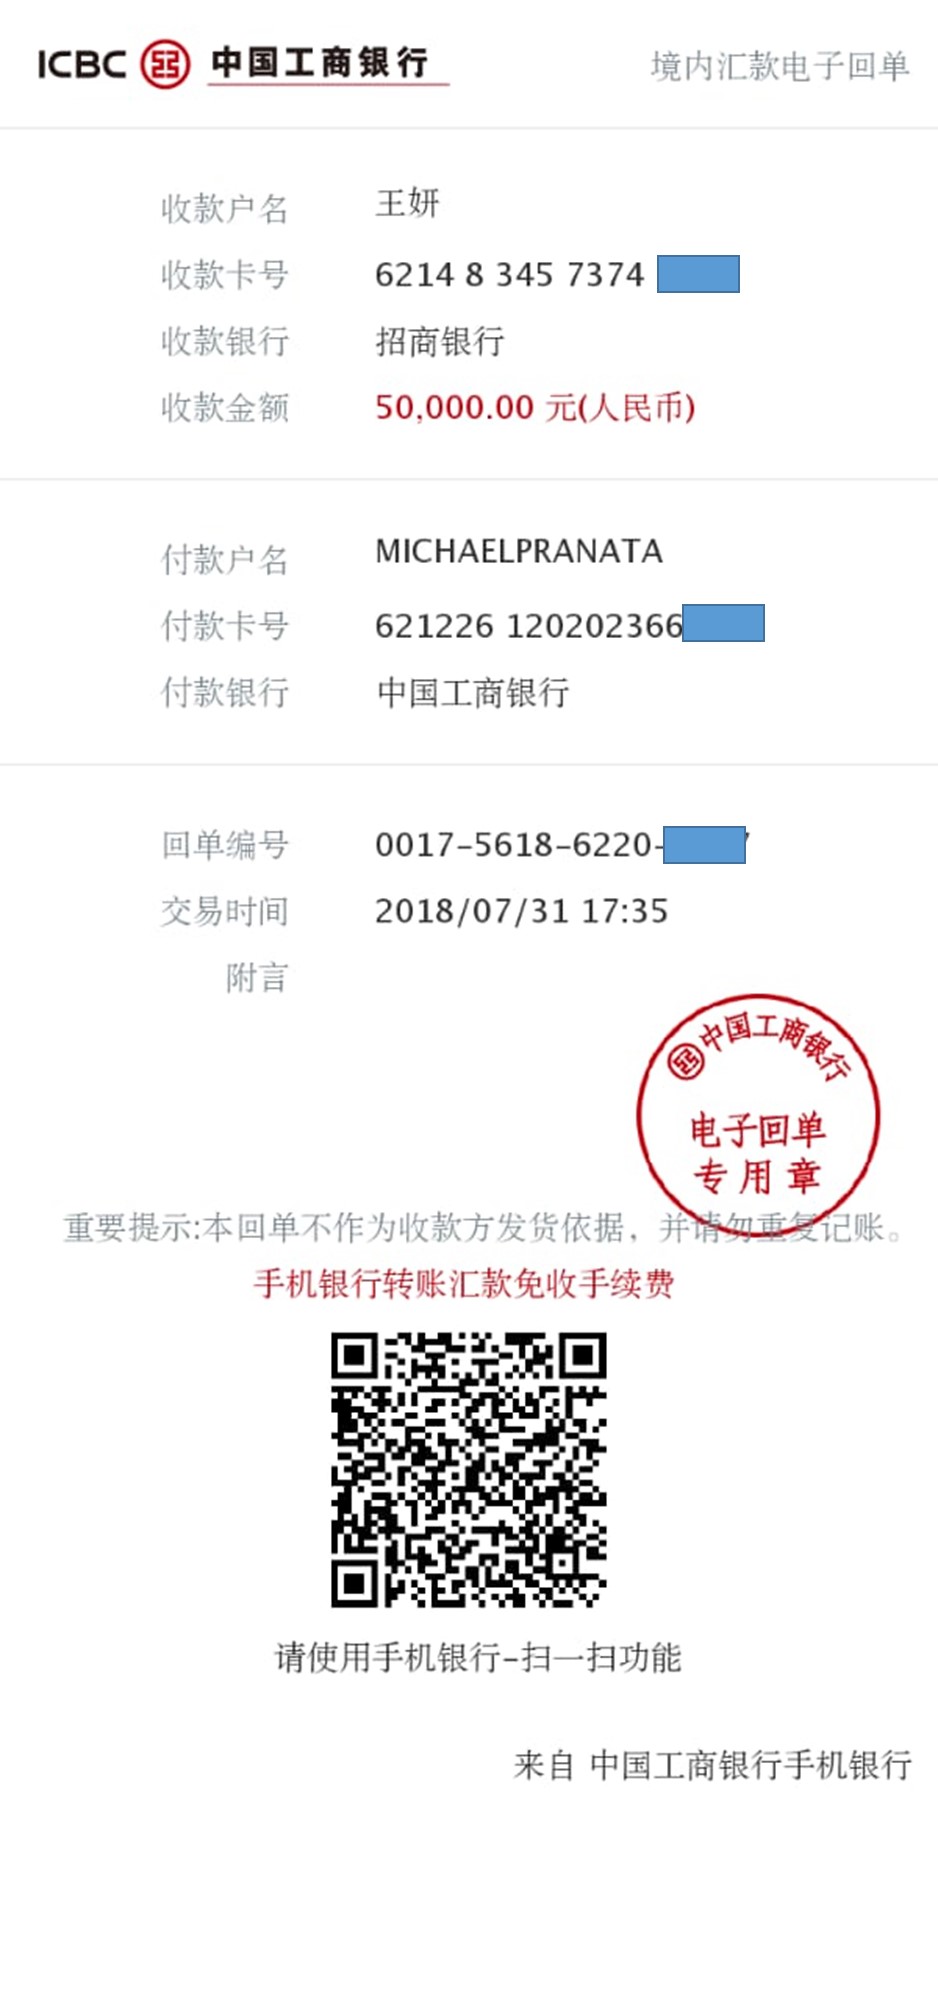 ICBC 中国工商银行 境内汇款电子回单
收款户名 王妍
收款卡号 6214 8 345 7374
收款银行 招商银行
收款金额 50,000.00 元(人民币)
付款户名 MICHAELPRANATA
付款卡号 621226 120202366
付款银行 中国工商银行
回单编号 0017-5618-6220-
交易时间 2018/07/31 17:35
附言
中国工商银行
电子回单
专用章
重要提示:本回单不作为收款方发货依据，并请勿重复记账。
手机银行转账汇款免收手续费
请使用手机银行-扫一扫功能
来自 中国工商银行手机银行